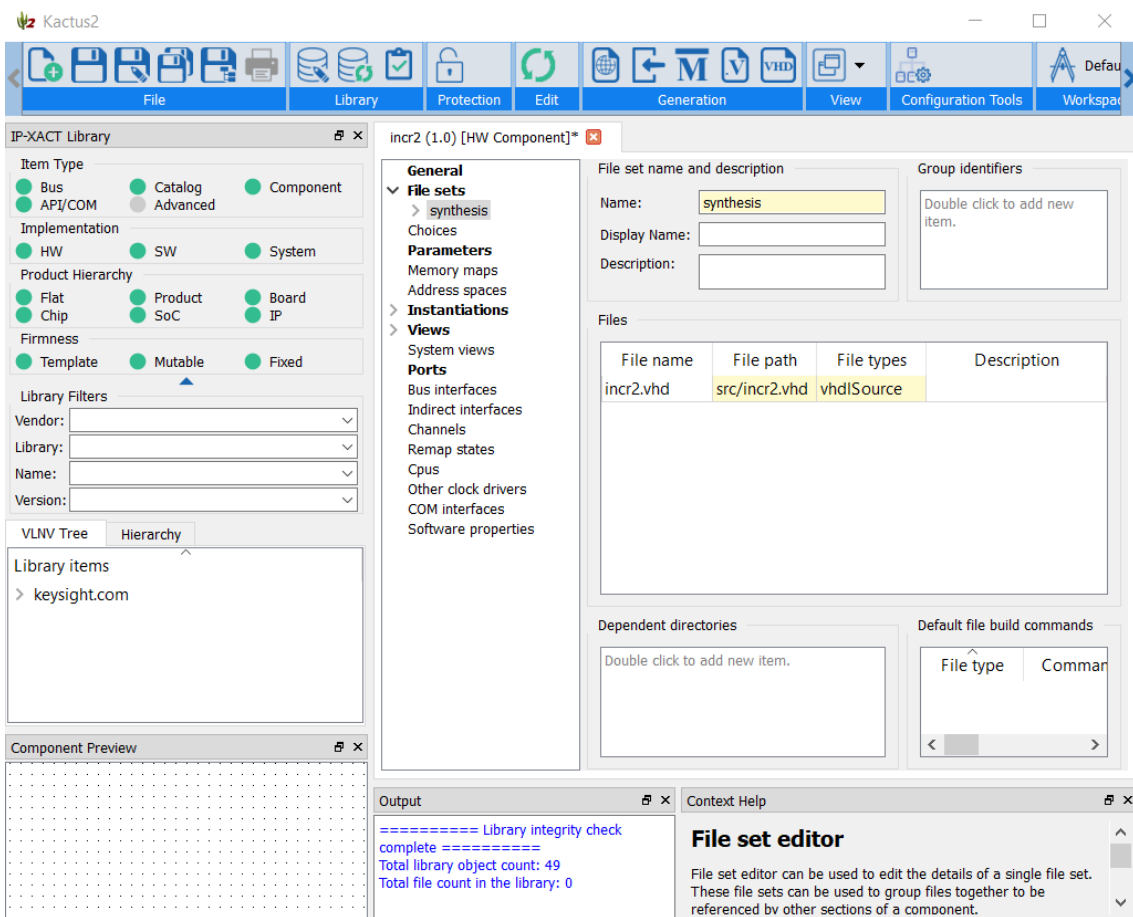 Kactus2
VHD
Defau
File
Library
Protection
Edit
Generation
View
Configuration Tools
Workspac
IP-XACT Library
Item Type
Bus
Catalog
Component
API/COM
Advanced
Implementation
HW
SW
System
Product Hierarchy
Flat
Product
Board
Chip
SoC
IP
Firmness
Template
Mutable
Fixed
Library Filters
Vendor:
Library:
Name:
Version:
VLNV Tree
Hierarchy
Library items
keysight.com
Component Preview
incr2 (1.0) [HW Component]*
General
File sets
synthesis
Choices
Parameters
Memory maps
Address spaces
Instantiations
Views
System views
Ports
Bus interfaces
Indirect interfaces
Channels
Remap states
Cpus
Other clock drivers
COM interfaces
Software properties
File set name and description
Name:
synthesis
Display Name:
Description:
Group identifiers
Double click to add new
item.
Files
File name
File path
File types
Description
incr2.vhd
src/incr2.vhd
vhdlSource
Dependent directories
Double click to add new item.
Default file build commands
File type
Comman
Output
========== Library integrity check
complete ==========
Total library object count: 49
Total file count in the library: 0
Context Help
File set editor
File set editor can be used to edit the details of a single file set.
These file sets can be used to group files together to be
referenced by other sections of a component.